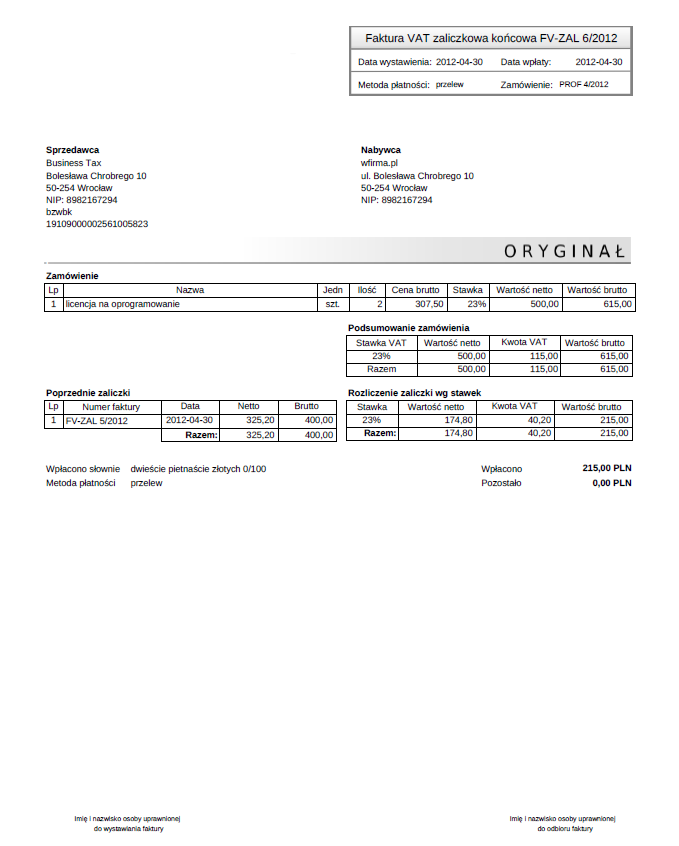 Faktura VAT zaliczkowa końcowa FV-ZAL 6/2012
Data wystawienia: 2012-04-30 Data wpłaty: 2012-04-30
Metoda płatności: przelew Zamówienie: PROF 4/2012
Sprzedawca
Business Tax
Bolesława Chrobrego 10
50-254 Wrocław
NIP: 8982167294
bzwbk
19109000002561005823
Nabywca
wfirma.pl
ul. Bolesława Chrobrego 10
50-254 Wrocław
NIP: 8982167294
ORYGINAŁ
Zamówienie
Lp Nazwa Jedn Ilość Cena brutto Stawka Wartość netto Wartość brutto
1 licencja na oprogramowanie szt. 2 307,50 23% 500,00 615,00
Podsumowanie zamówienia
Stawka VAT Wartość netto Kwota VAT Wartość brutto
23% 500,00 115,00 615,00
Razem 500,00 115,00 615,00
Poprzednie zaliczki
Lp Numer faktury Data Netto Brutto
1 FV-ZAL 5/2012 2012-04-30 325,20 400,00
Razem: 325,20 400,00
Rozliczenie zaliczki wg stawek
Stawka Wartość netto Kwota VAT Wartość brutto
23% 174,80 40,20 215,00
Razem: 174,80 40,20 215,00
Wpłacono słownie dwieście pietnaście złotych 0/100
Metoda płatności przelew
Wpłacono 215,00 PLN
Pozostało 0,00 PLN
Imię i nazwisko osoby uprawnionej
do wystawiania faktury
Imię i nazwisko osoby uprawnionej
do odbioru faktury